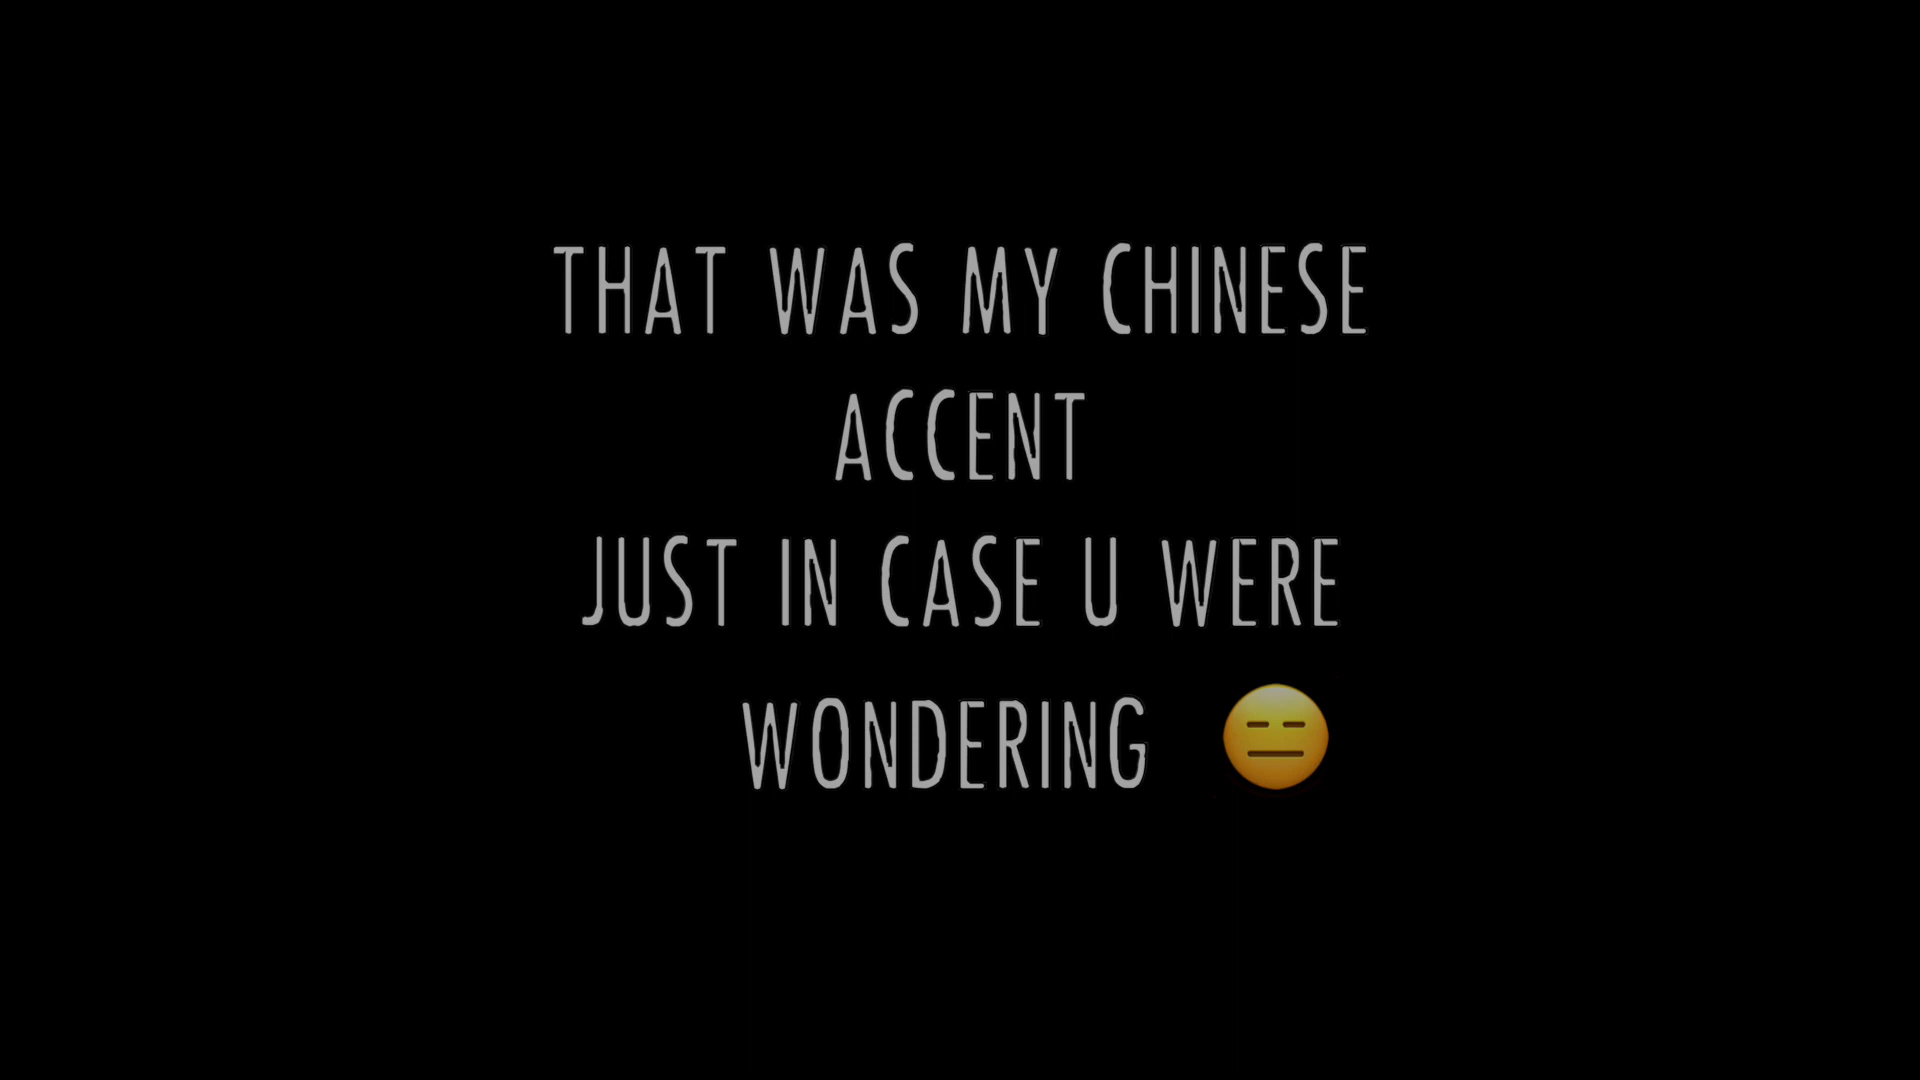 THAT WAS MY CHINESE
ACCENT
JUST IN CASE U WERE
WONDERING 😑